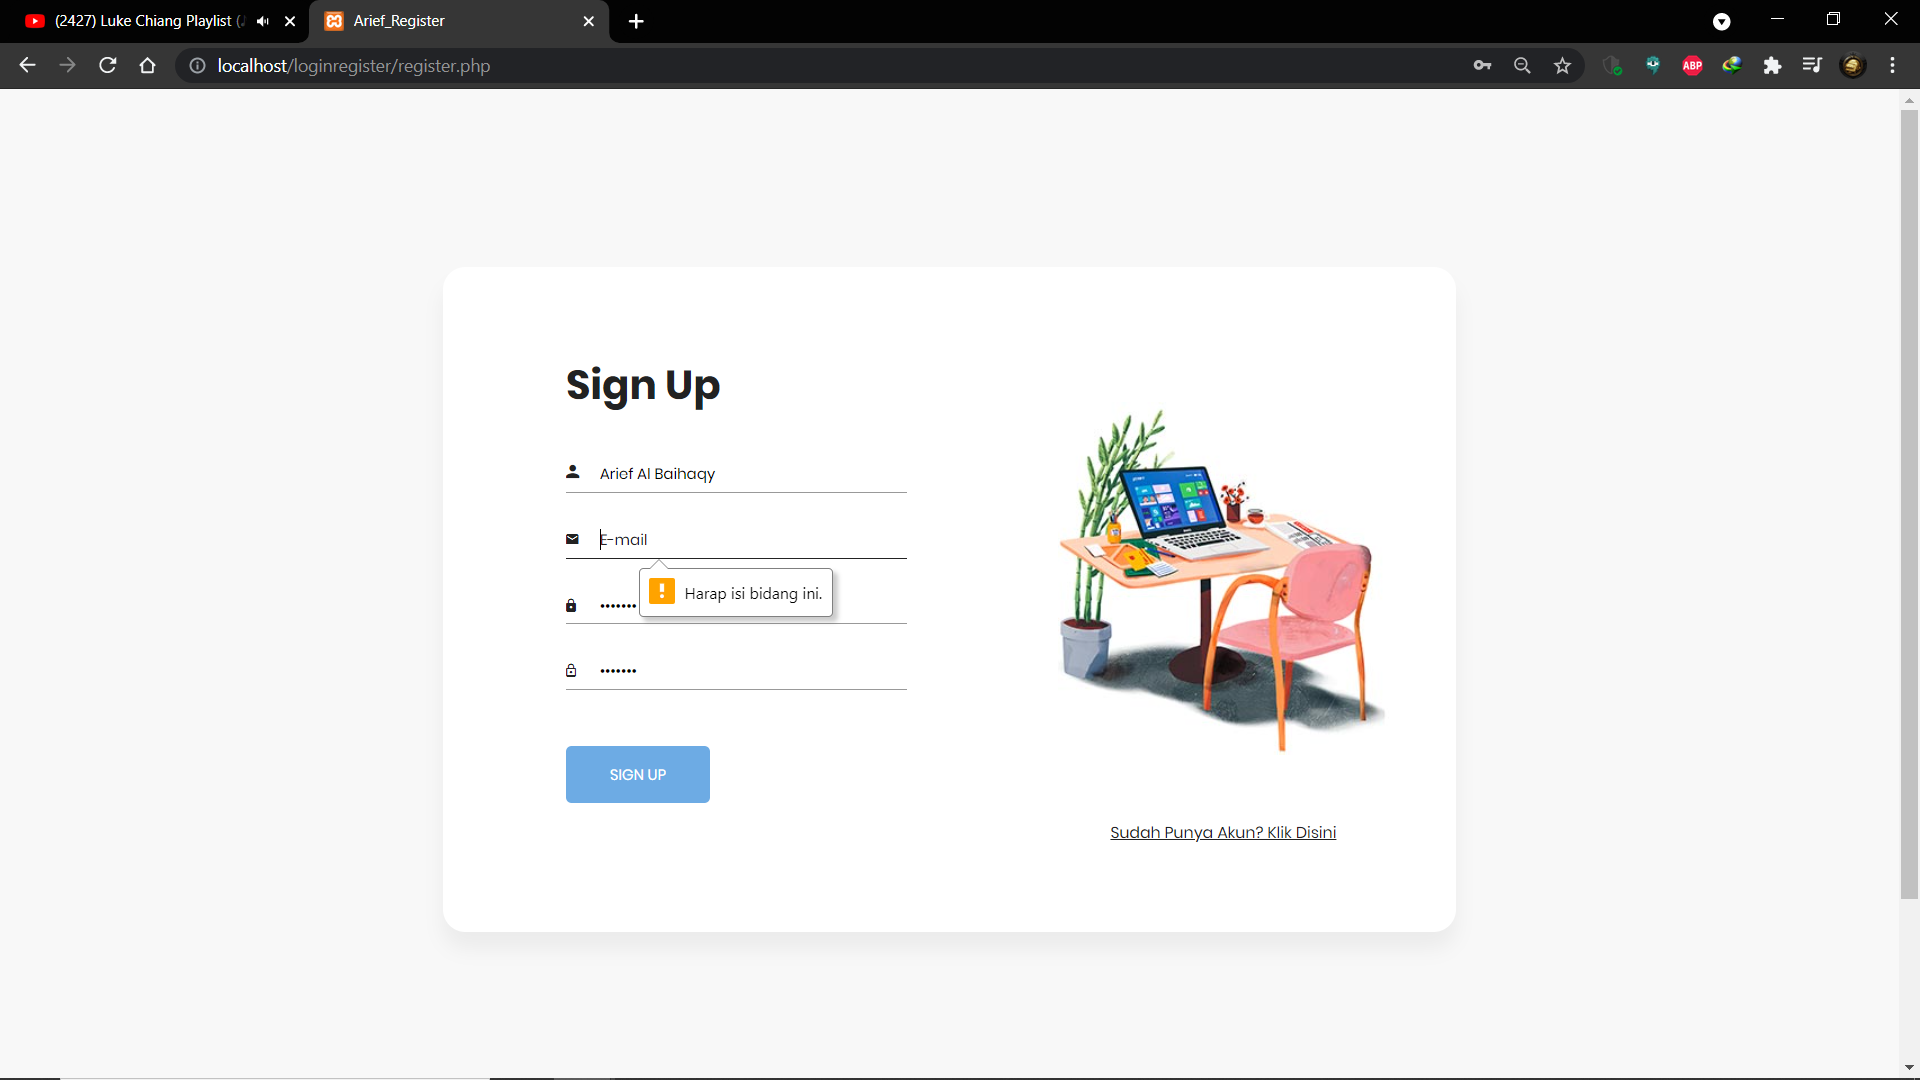 (2427) Luke Chiang Playlist (
Arief_Register
localhost/loginregister/register.php
ABP
Sign Up
Arief Al Baihaqy
E-mail
Harap isi bidang ini.
•••••••
•••••••
SIGN UP
Sudah Punya Akun? Klik Disini